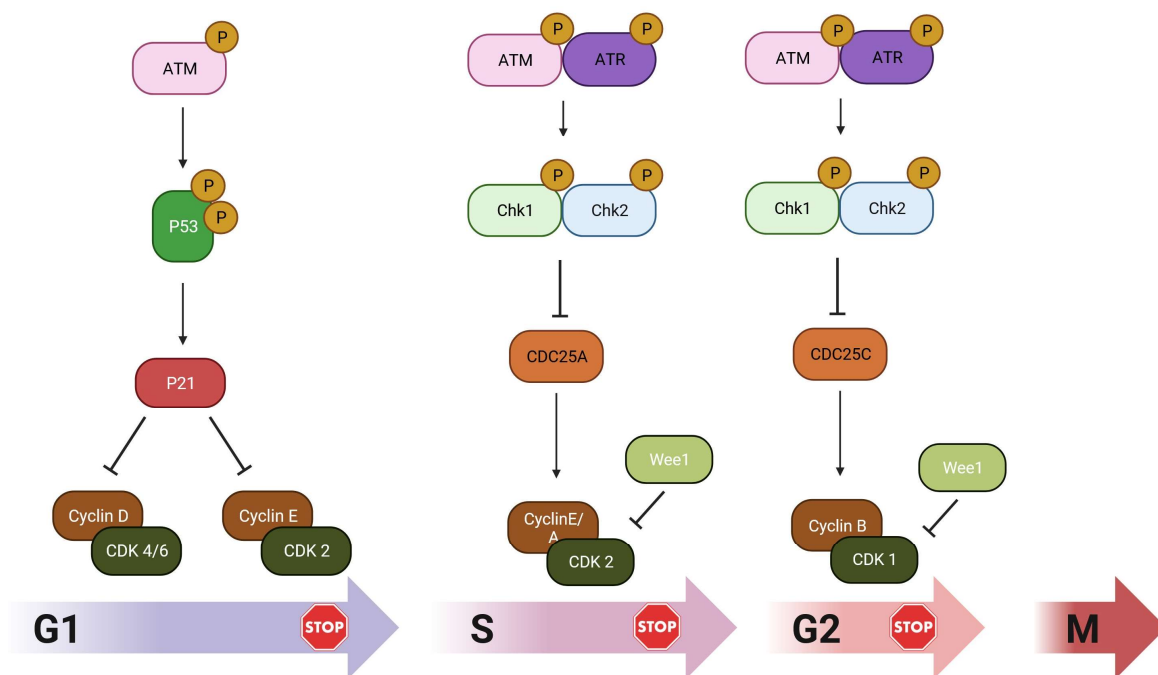 P
ATM
P
P
P53
P
P21
Cyclin D
CDK 4/6
Cyclin E
CDK 2
G1
STOP
P
P
ATM
ATR
P
P
Chk1
Chk2
CDC25A
Wee1
CyclinE/
A
CDK 2
S
STOP
P
P
ATM
ATR
P
P
Chk1
Chk2
CDC25C
Wee1
Cyclin B
CDK 1
G2
STOP
M